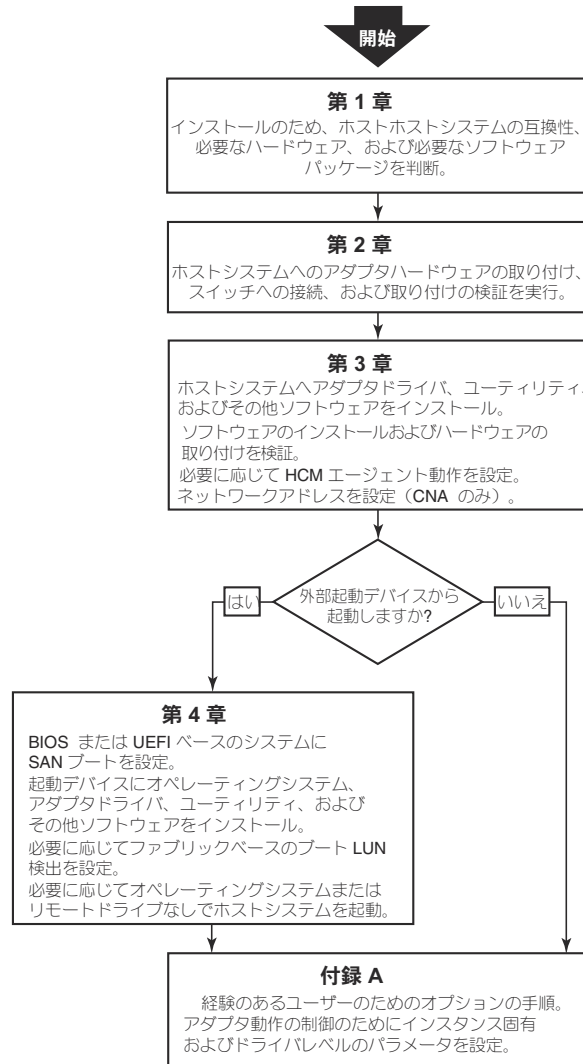 開始
第 1 章
インストールのため、ホストホストシステムの互換性、
必要なハードウェア、および必要なソフトウェア
パッケージを判断。
第 2 章
ホストシステムへのアダプタハードウェアの取り付け、
スイッチへの接続、および取り付けの検証を実行。
第 3 章
ホストシステムへアダプタドライバ、ユーティリティ、
およびその他ソフトウェアをインストール。
ソフトウェアのインストールおよびハードウェアの
取り付けを検証。
必要に応じて HCM エージェント動作を設定。
ネットワークアドレスを設定（CNA のみ）。
外部起動デバイスから
起動しますか?
はい
いいえ
第 4 章
BIOS または UEFI ベースのシステムに
SAN ブートを設定。
起動デバイスにオペレーティングシステム、
アダプタドライバ、ユーティリティ、および
その他ソフトウェアをインストール。
必要に応じてファブリックベースのブート LUN
検出を設定。
必要に応じてオペレーティングシステムまたは
リモートドライブなしでホストシステムを起動。
付録 A
経験のあるユーザーのためのオプションの手順。
アダプタ動作の制御のためにインスタンス固有
およびドライバレベルのパラメータを設定。